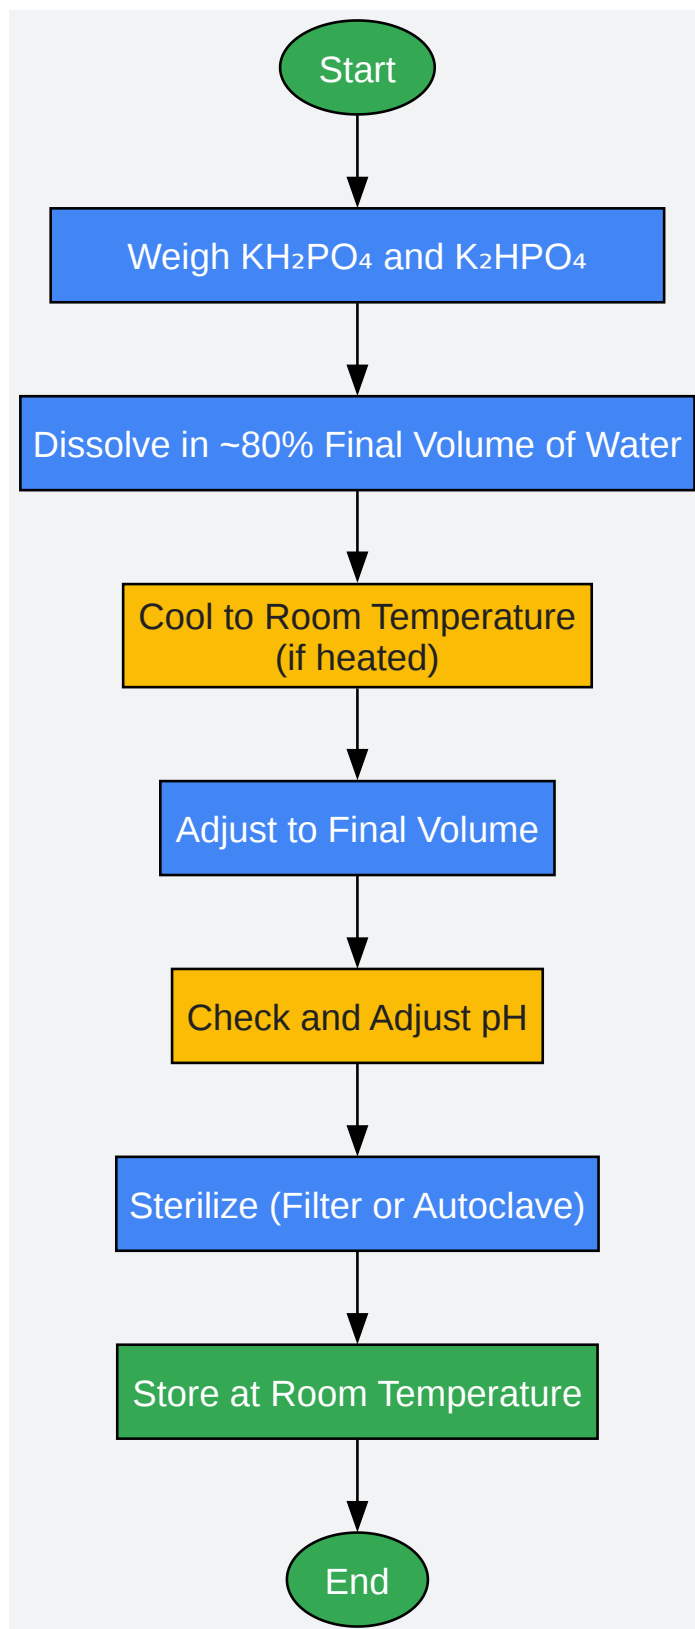 Start
Weigh KH₂PO₄ and K₂HPO₄
Dissolve in ~80% Final Volume of Water
Cool to Room Temperature
(if heated)
Adjust to Final Volume
Check and Adjust pH
Sterilize (Filter or Autoclave)
Store at Room Temperature
End